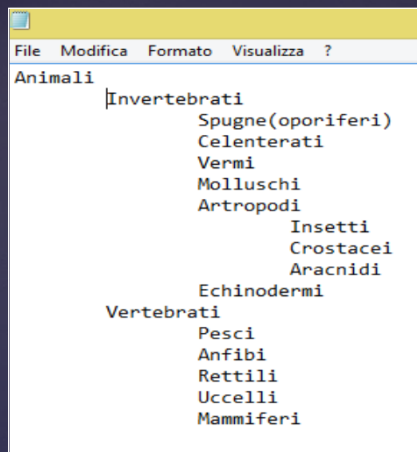 File Modifica Formato Visualizza ?
Animali
Invertebrati
Spugne(oporiferi)
Celenterati
Vermi
Molluschi
Artropodi
Insetti
Crostacei
Aracnidi
Echinodermi
Vertebrati
Pesci
Anfibi
Rettili
Uccelli
Mammiferi